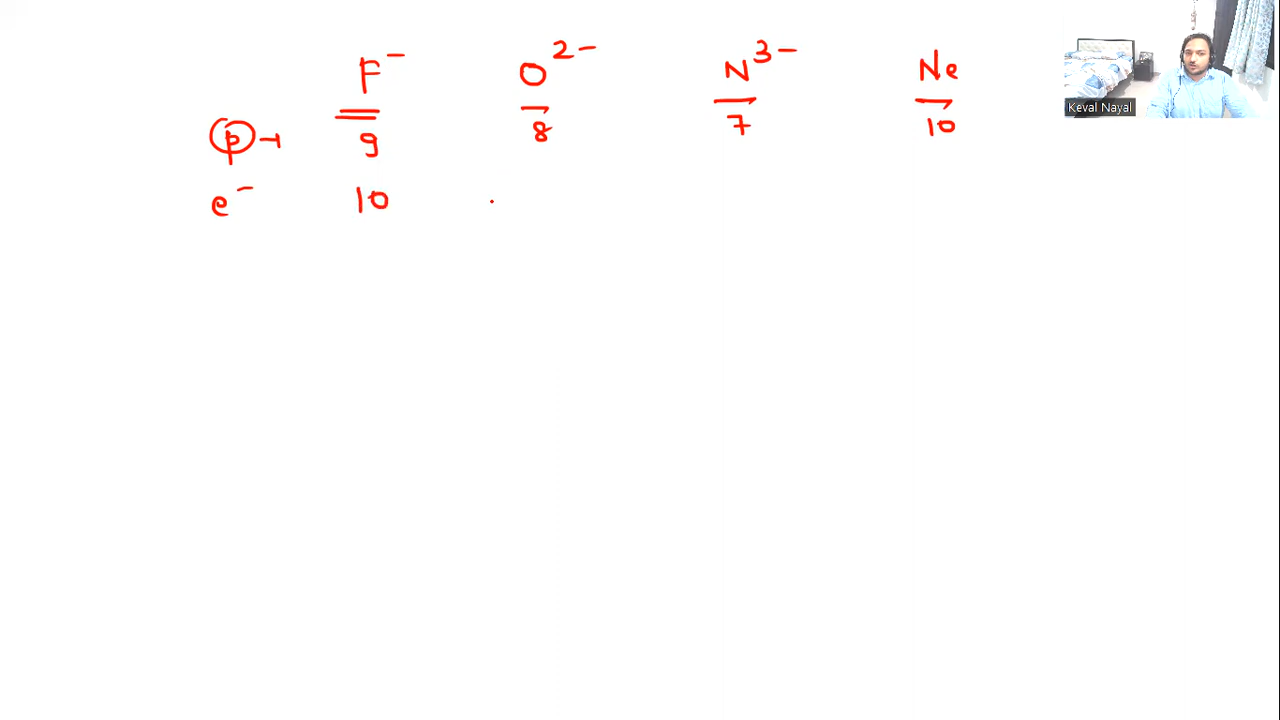 F⁻ O²⁻ N³⁻ Ne
p → 9 8 7 10
e⁻ 10
Keval Nayal